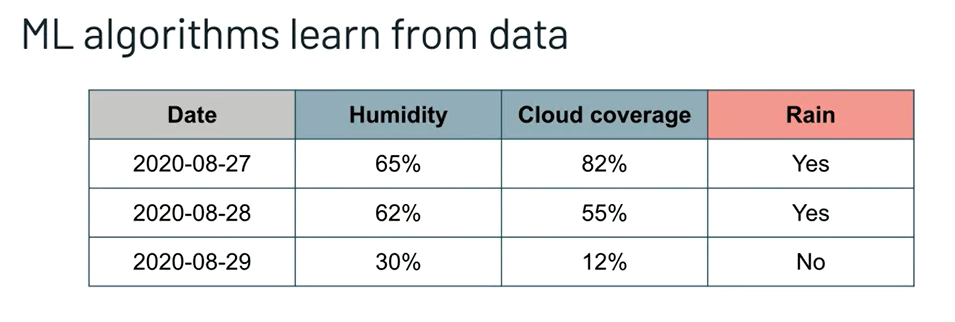 ML algorithms learn from data
Date Humidity Cloud coverage Rain
2020-08-27 65% 82% Yes
2020-08-28 62% 55% Yes
2020-08-29 30% 12% No